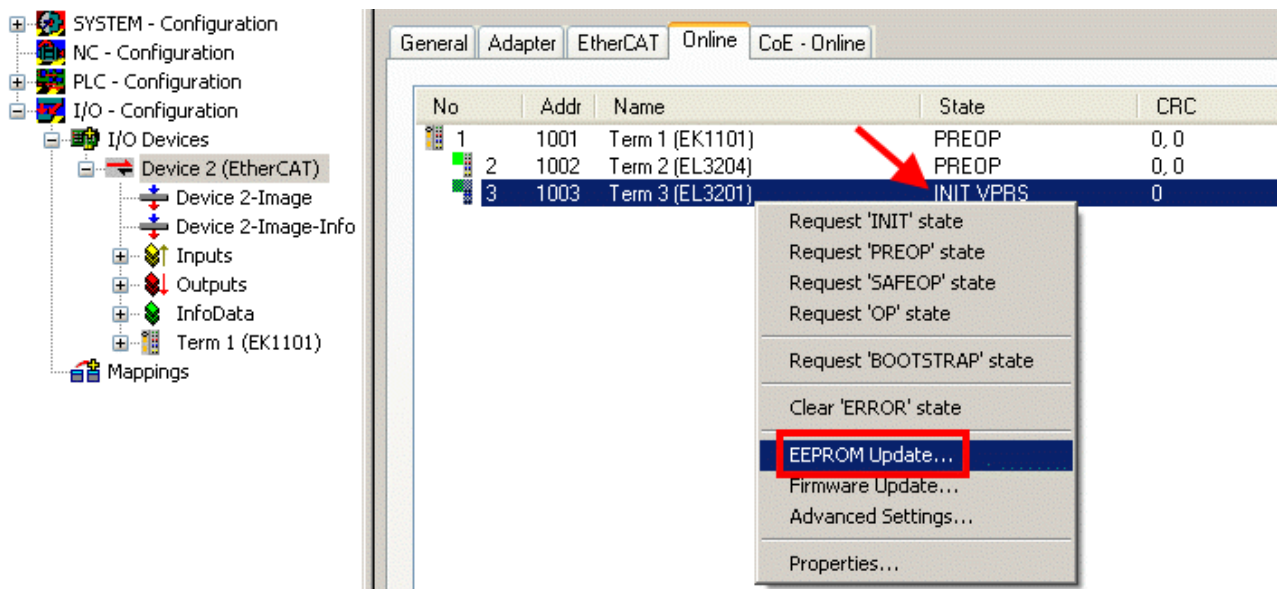 SYSTEM - Configuration
NC - Configuration
PLC - Configuration
I/O - Configuration
I/O Devices
Device 2 (EtherCAT)
Device 2-Image
Device 2-Image-Info
Inputs
Outputs
InfoData
Term 1 (EK1101)
Mappings
General Adapter EtherCAT Online CoE - Online
No Addr Name State CRC
1 1001 Term 1 (EK1101) PREOP 0, 0
2 1002 Term 2 (EL3204) PREOP 0, 0
3 1003 Term 3 (EL3201) INIT VPRS 0
Request 'INIT' state
Request 'PREOP' state
Request 'SAFEOP' state
Request 'OP' state
Request 'BOOTSTRAP' state
Clear 'ERROR' state
EEPROM Update...
Firmware Update...
Advanced Settings...
Properties...